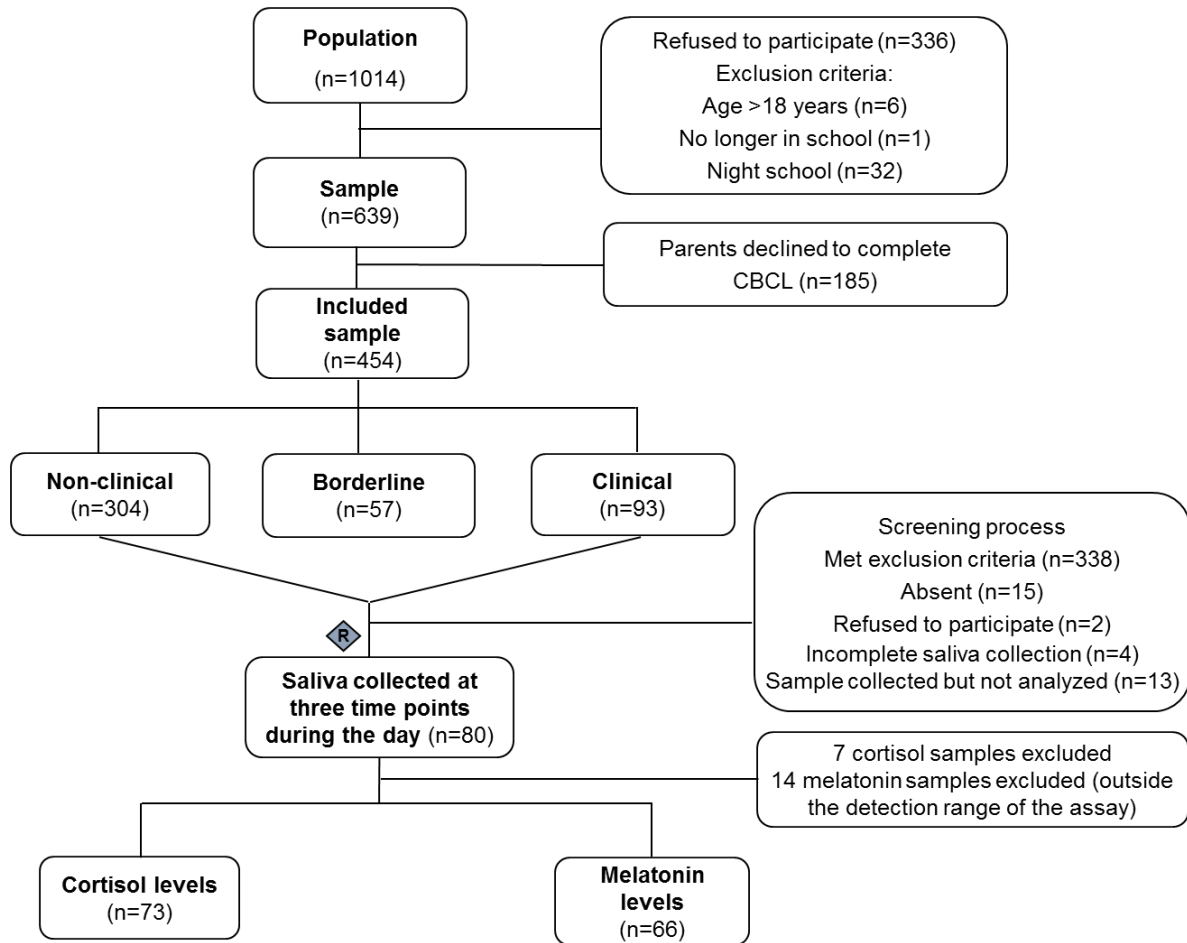 Population
(n=1014)
Refused to participate (n=336)
Exclusion criteria:
Age >18 years (n=6)
No longer in school (n=1)
Night school (n=32)
Sample
(n=639)
Parents declined to complete
CBCL (n=185)
Included
sample
(n=454)
Non-clinical
(n=304)
Borderline
(n=57)
Clinical
(n=93)
Screening process
Met exclusion criteria (n=338)
Absent (n=15)
Refused to participate (n=2)
Incomplete saliva collection (n=4)
Sample collected but not analyzed (n=13)
R
Saliva collected at
three time points
during the day (n=80)
7 cortisol samples excluded
14 melatonin samples excluded (outside
the detection range of the assay)
Cortisol levels
(n=73)
Melatonin
levels
(n=66)